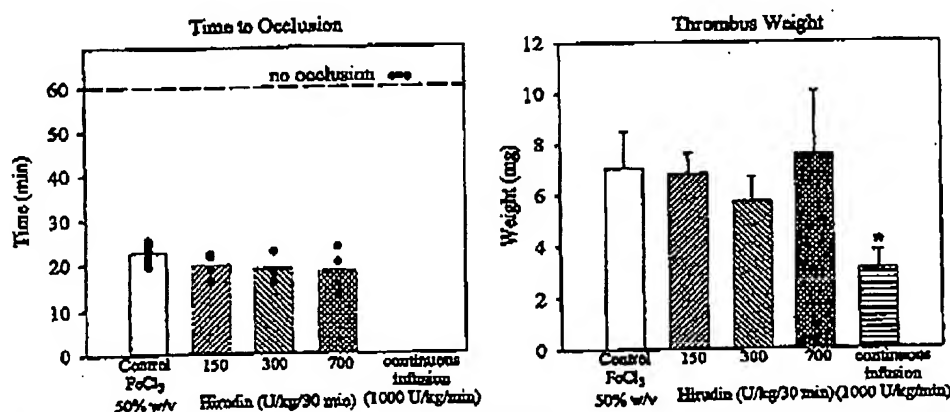 Time to Occlusion
no occlusion
60
50
40
30
20
10
0
Time (min)
Control
FeCl3
50% w/v
150
300
700
Hirudin (U/kg/30 min)
continuous
infusion
(1000 U/kg/min)
Thrombus Weight
12
10
8
6
4
2
0
Weight (mg)
*
Control
FeCl3
50% w/v
150
300
700
Hirudin (U/kg/30 min)
continuous
infusion
(1000 U/kg/min)